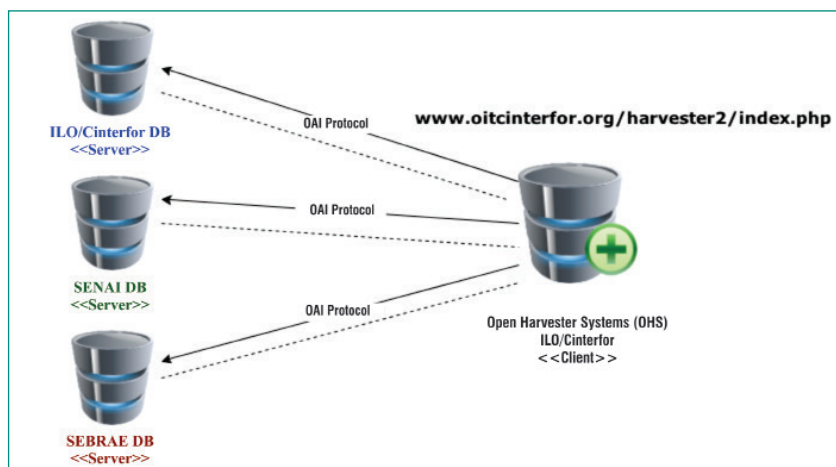 ILO/Cinterfor DB
<<Server>>
OAI Protocol
www.oitcinterfor.org/harvester2/index.php
SENAI DB
<<Server>>
OAI Protocol
SEBRAE DB
<<Server>>
OAI Protocol
Open Harvester Systems (OHS)
ILO/Cinterfor
<<Client>>